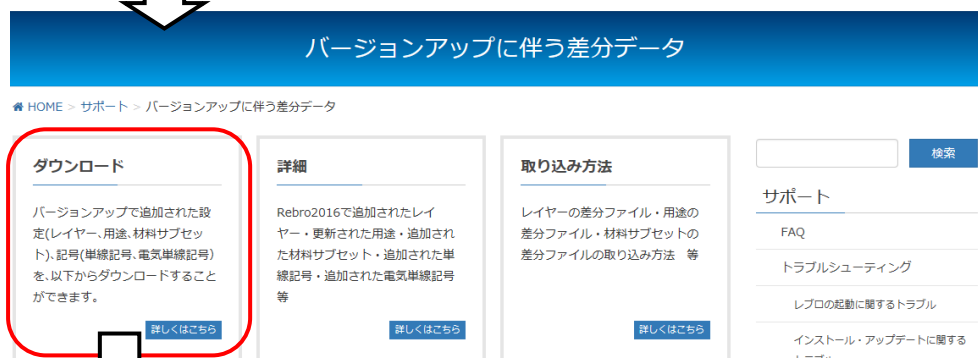 バージョンアップに伴う差分データ
HOME > サポート > バージョンアップに伴う差分データ
ダウンロード
バージョンアップで追加された設
定(レイヤー、用途、材料サブセッ
ト)、記号(単線記号、電気単線記号)
を、以下からダウンロードすること
ができます。
詳しくはこちら
詳細
Rebro2016で追加されたレイ
ヤー・更新された用途・追加され
た材料サブセット・追加された単
線記号・追加された電気単線記号
等
詳しくはこちら
取り込み方法
レイヤーの差分ファイル・用途の
差分ファイル・材料サブセットの
差分ファイルの取り込み方法 等
詳しくはこちら
検索
サポート
FAQ
トラブルシューティング
レブロの起動に関するトラブル
インストール・アップデートに関する